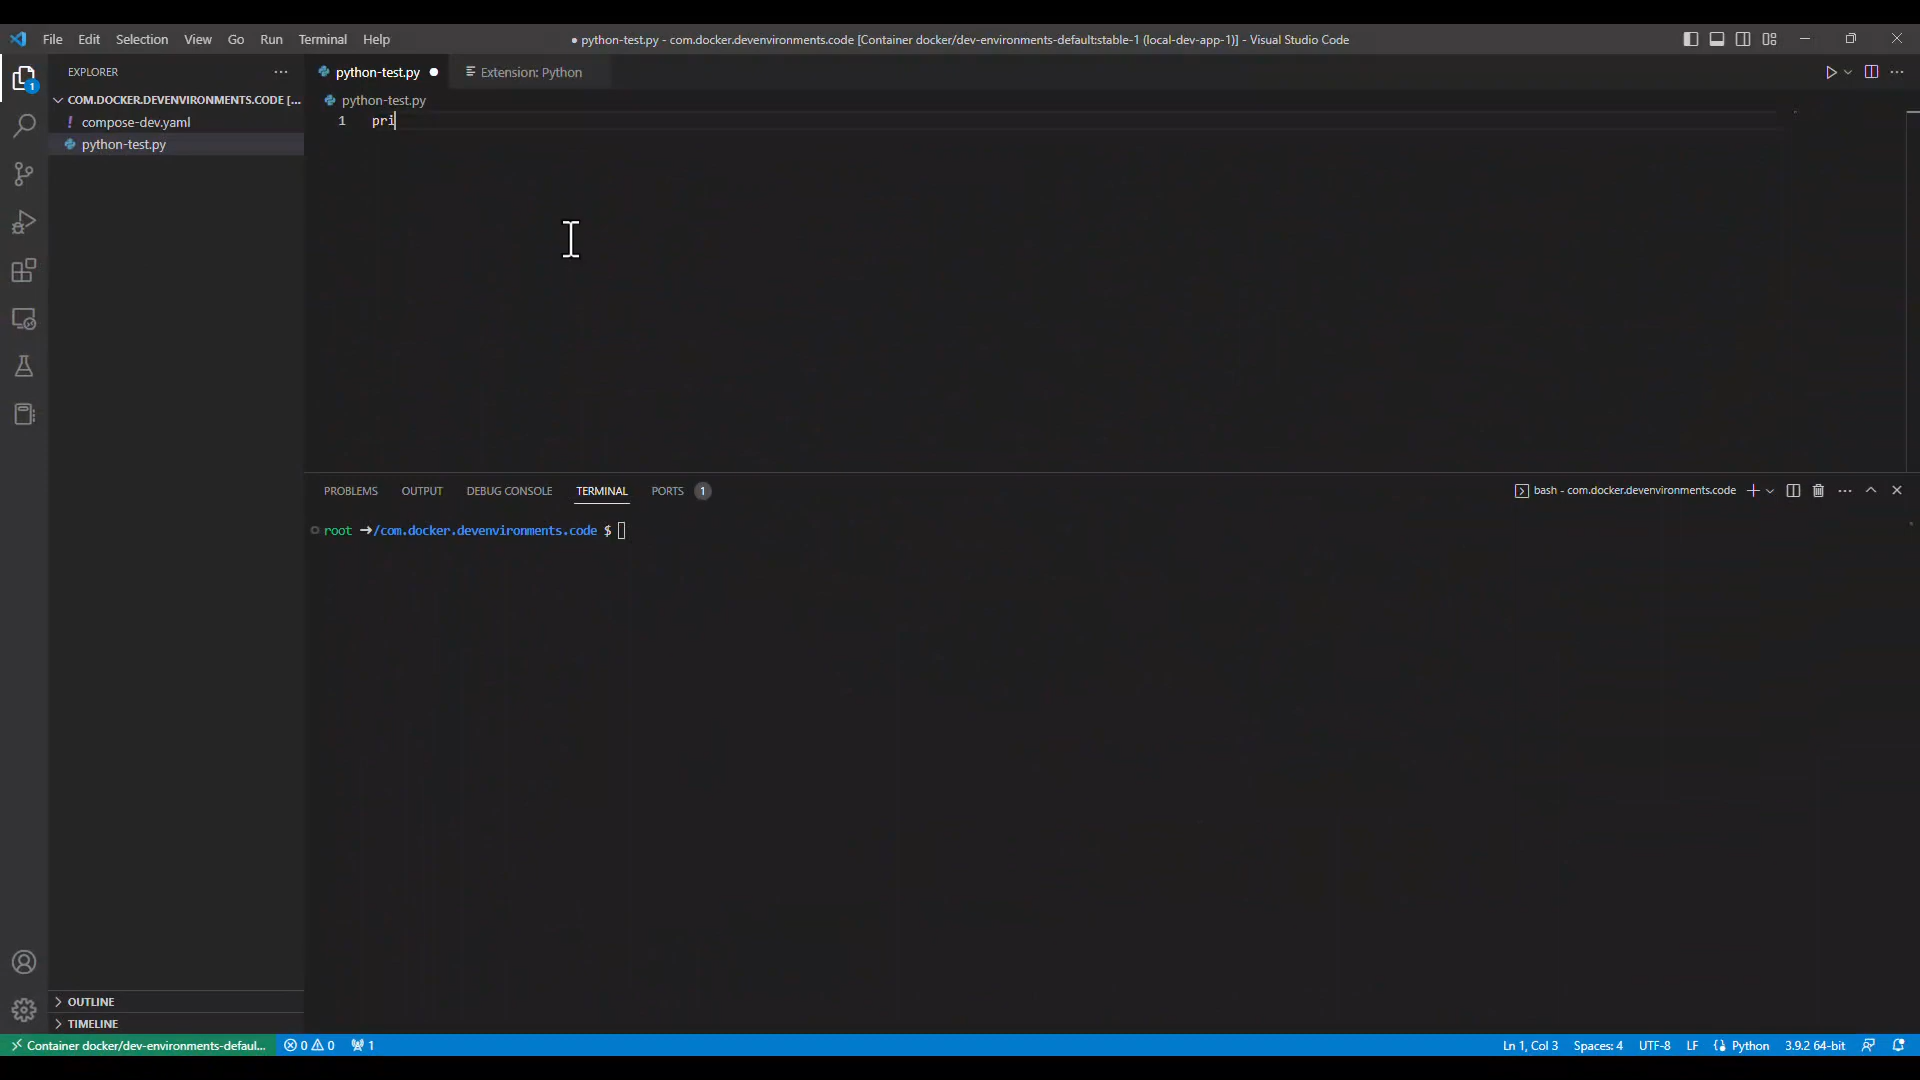 File Edit Selection View Go Run Terminal Help
● python-test.py - com.docker.devenvironments.code [Container docker/dev-environments-default:stable-1 (local-dev-app-1)] - Visual Studio Code
EXPLORER
python-test.py
Extension: Python
COM.DOCKER.DEVENVIRONMENTS.CODE [...
python-test.py
1
compose-dev.yaml
1 pri
python-test.py
PROBLEMS OUTPUT DEBUG CONSOLE TERMINAL PORTS 1
bash - com.docker.devenvironments.code
root ➜/com.docker.devenvironments.code $
OUTLINE
TIMELINE
Container docker/dev-environments-defaul... 0 0 1
Ln 1, Col 3 Spaces: 4 UTF-8 LF Python 3.9.2 64-bit